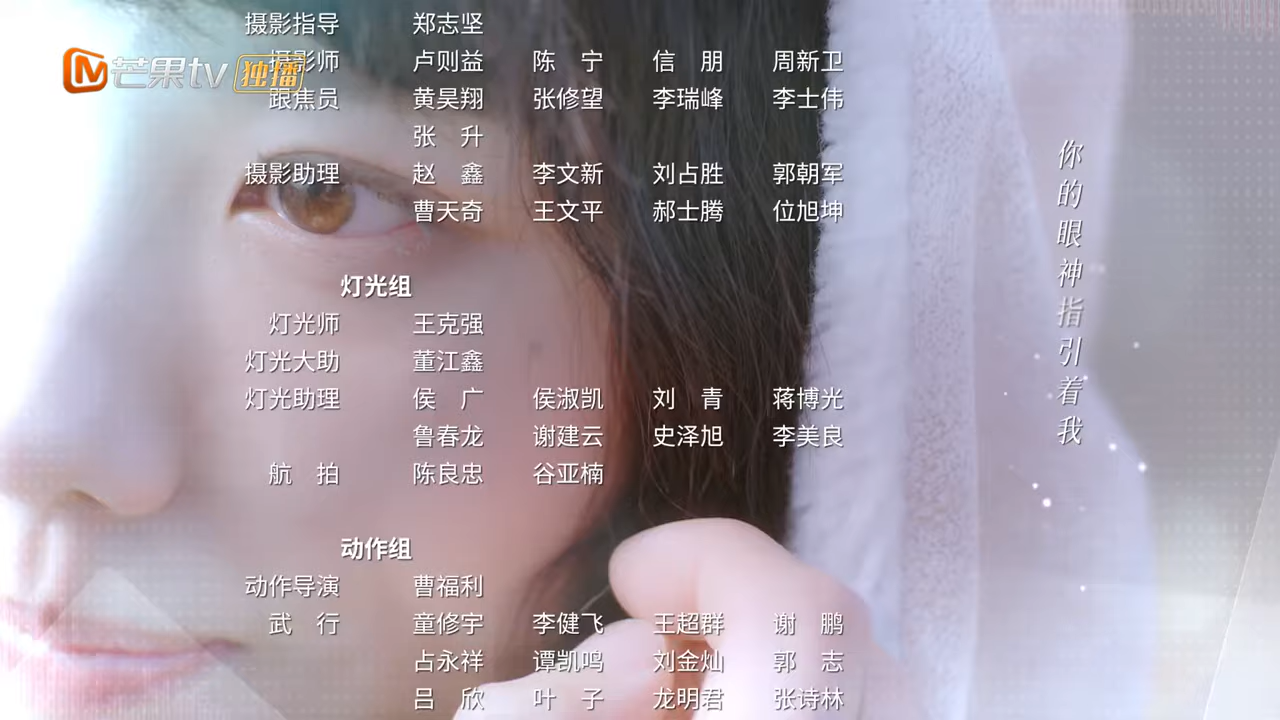 摄影指导 郑志坚
芒果tv 独播
摄影师 卢则益 陈 宁 信 朋 周新卫
跟焦员 黄昊翔 张修望 李瑞峰 李士伟
张 升
摄影助理 赵 鑫 李文新 刘占胜 郭朝军
曹天奇 王文平 郝士腾 位旭坤
灯光组
灯光师 王克强
灯光大助 董江鑫
灯光助理 侯 广 侯淑凯 刘 青 蒋博光
鲁春龙 谢建云 史泽旭 李美良
航 拍 陈良忠 谷亚楠
动作组
动作导演 曹福利
武 行 童修宇 李健飞 王超群 谢 鹏
占永祥 谭凯鸣 刘金灿 郭 志
吕 欣 叶 子 龙明君 张诗林
你的眼神指引着我